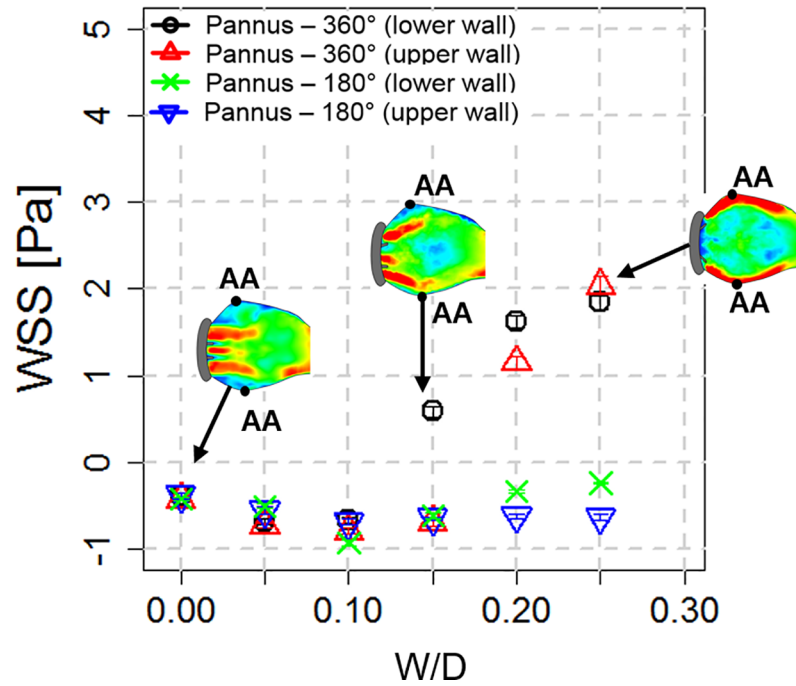 Pannus – 360° (lower wall)
Pannus – 360° (upper wall)
Pannus – 180° (lower wall)
Pannus – 180° (upper wall)
WSS [Pa]
5
4
3
2
1
0
-1
AA
AA
AA
AA
AA
AA
0.00
0.10
0.20
0.30
W/D